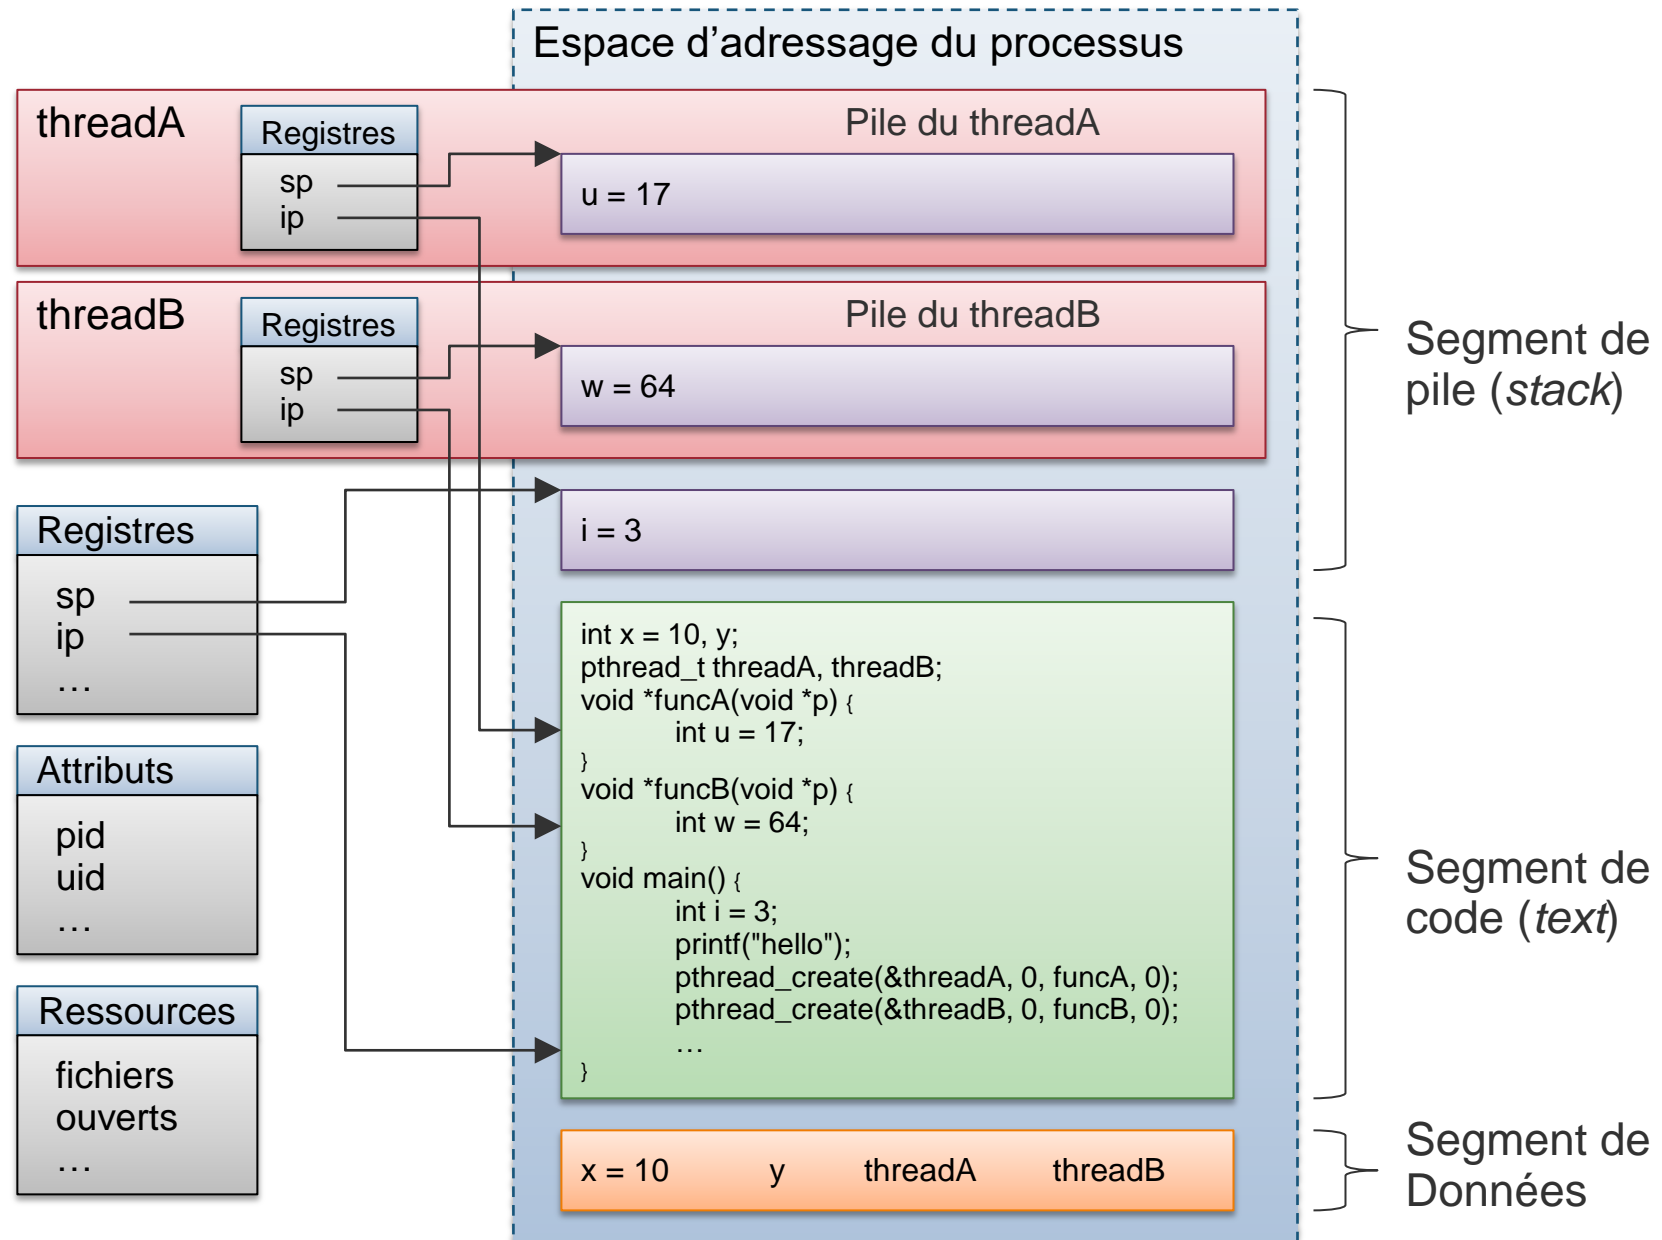 Espace d’adressage du processus
threadA
Registres
sp
ip
Pile du threadA
u = 17
threadB
Registres
sp
ip
Pile du threadB
w = 64
Segment de
pile (stack)
i = 3
Registres
sp
ip
…
Attributs
pid
uid
…
Ressources
fichiers
ouverts
…
int x = 10, y;
pthread_t threadA, threadB;
void *funcA(void *p) {
int u = 17;
}
void *funcB(void *p) {
int w = 64;
}
void main() {
int i = 3;
printf("hello");
pthread_create(&threadA, 0, funcA, 0);
pthread_create(&threadB, 0, funcB, 0);
…
}
Segment de
code (text)
x = 10 y threadA threadB
Segment de
Données